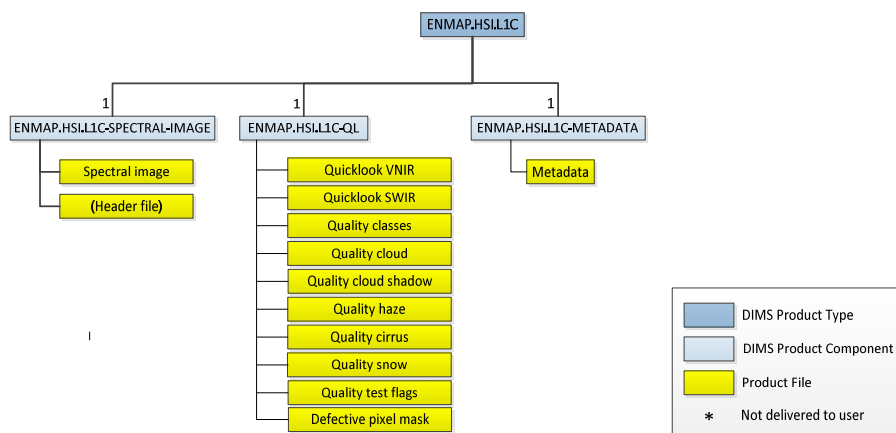 ENMAP.HSI.L1C
1
1
1
ENMAP.HSI.L1C-SPECTRAL-IMAGE
ENMAP.HSI.L1C-QL
ENMAP.HSI.L1C-METADATA
Spectral image
(Header file)
Quicklook VNIR
Quicklook SWIR
Quality classes
Quality cloud
Quality cloud shadow
Quality haze
Quality cirrus
Quality snow
Quality test flags
Defective pixel mask
Metadata
DIMS Product Type
DIMS Product Component
Product File
* Not delivered to user